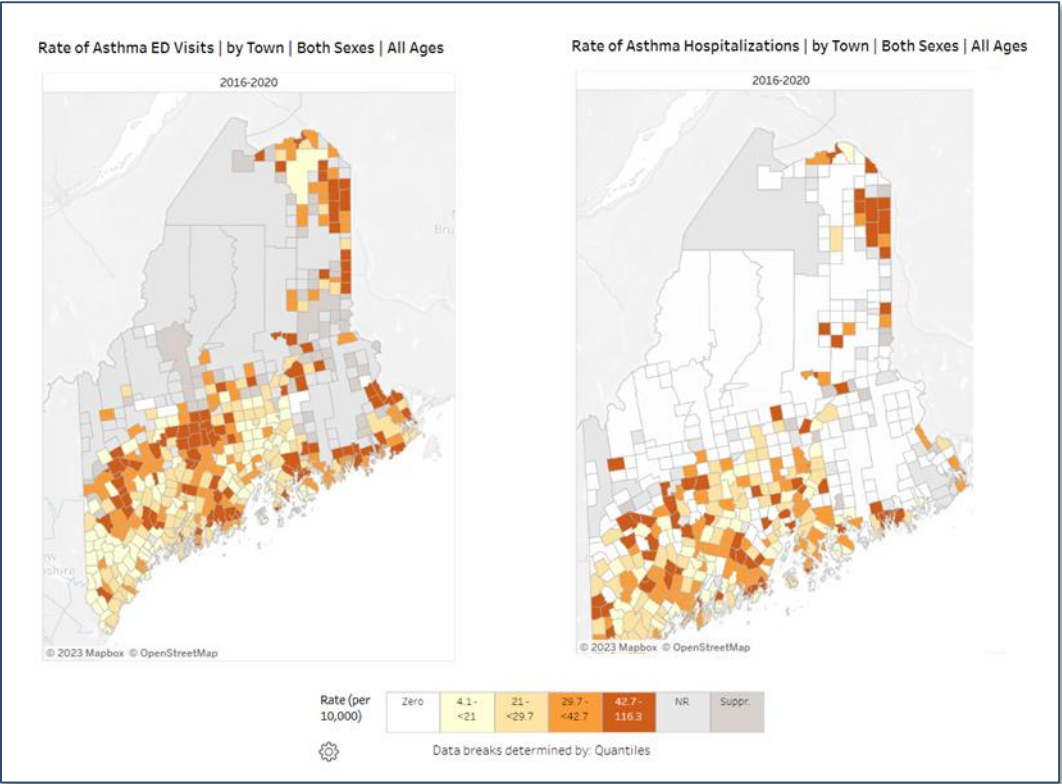 Rate of Asthma ED Visits | by Town | Both Sexes | All Ages
2016-2020
Bru
shire
© 2023 Mapbox © OpenStreetMap
Rate of Asthma Hospitalizations | by Town | Both Sexes | All Ages
2016-2020
© 2023 Mapbox © OpenStreetMap
Rate (per
10,000)
Zero
4.1 -
<21
21 -
<29.7
29.7 -
<42.7
42.7 -
116.3
NR
Suppr.
Data breaks determined by: Quantiles